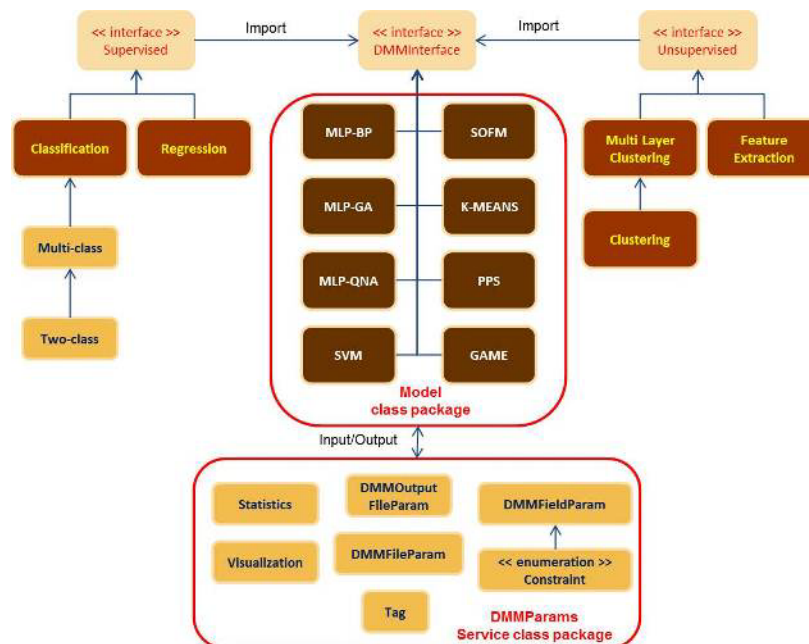 << interface >>
Supervised
Import
<< interface >>
DMMInterface
Import
<< interface >>
Unsupervised
Classification
Regression
Multi-class
Two-class
MLP-BP
SOFM
MLP-GA
K-MEANS
MLP-QNA
PPS
SVM
GAME
Model
class package
Multi Layer
Clustering
Feature
Extraction
Clustering
Input/Output
Statistics
DMMOutput
FileParam
DMMFieldParam
Visualization
DMMFileParam
<< enumeration >>
Constraint
Tag
DMMParams
Service class package